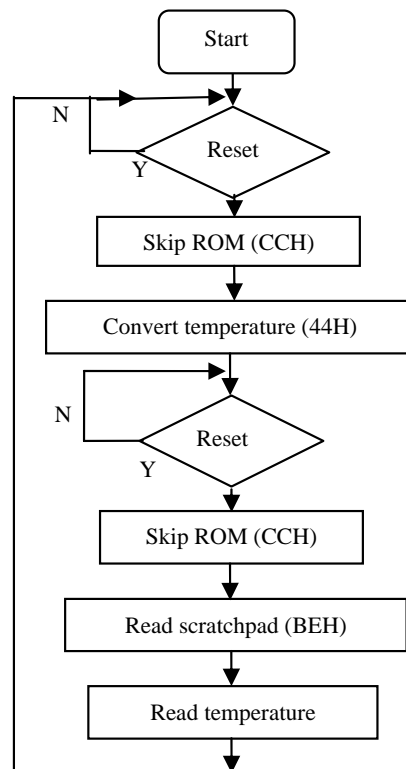 Start
N
Reset
Y
Skip ROM (CCH)
Convert temperature (44H)
N
Reset
Y
Skip ROM (CCH)
Read scratchpad (BEH)
Read temperature